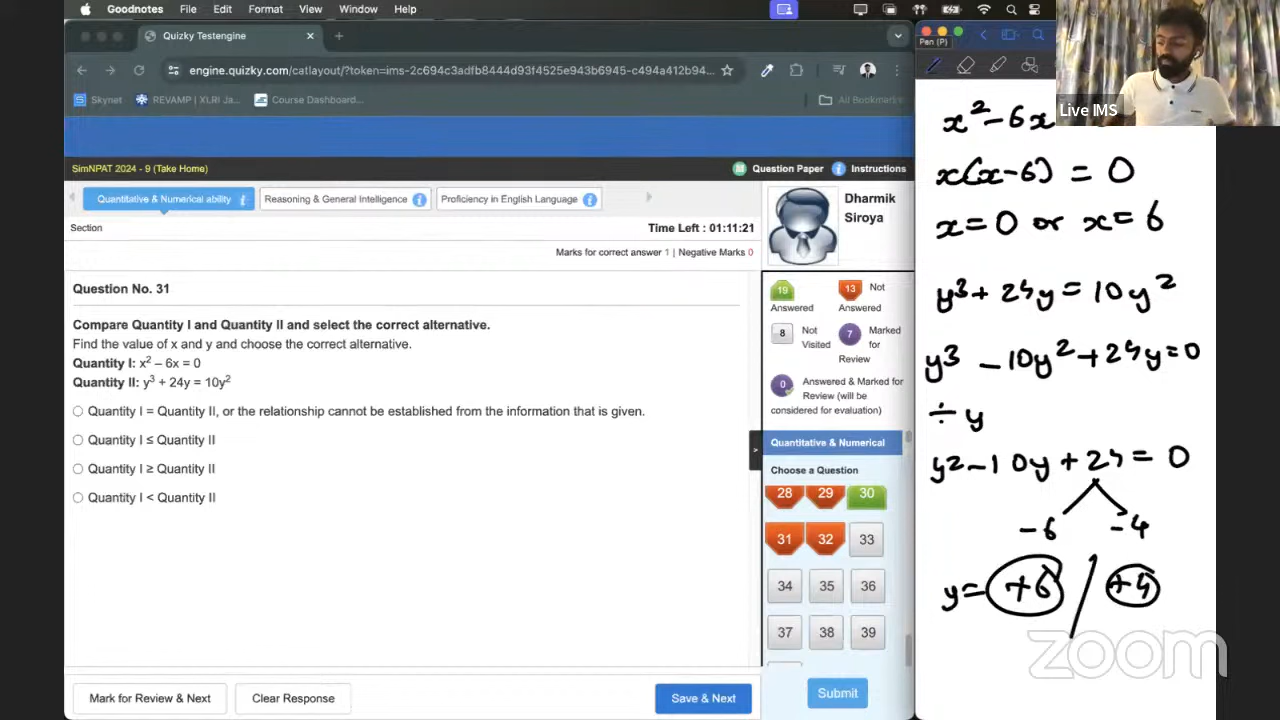 Goodnotes File Edit Format View Window Help
Quizky Testengine
engine.quizky.com/catlayout/?token=ims-2c694c3adfb8444d93f4525e943b6945-c494a412b94...
Skynet REVAMP | XLRI Ja... Course Dashboard... All Bookmarks
SimNPAT 2024 - 9 (Take Home) Question Paper Instructions
Quantitative & Numerical ability Reasoning & General Intelligence Proficiency in English Language
Section Time Left : 01:11:21
Marks for correct answer 1 | Negative Marks 0
Dharmik
Siroya
Question No. 31
Compare Quantity I and Quantity II and select the correct alternative.
Find the value of x and y and choose the correct alternative.
Quantity I: x² – 6x = 0
Quantity II: y³ + 24y = 10y²
Quantity I = Quantity II, or the relationship cannot be established from the information that is given.
Quantity I ≤ Quantity II
Quantity I ≥ Quantity II
Quantity I < Quantity II
19 Answered
13 Not Answered
8 Not Visited
7 Marked for Review
0 Answered & Marked for Review (will be considered for evaluation)
Quantitative & Numerical
Choose a Question
28 29 30
31 32 33
34 35 36
37 38 39
Mark for Review & Next Clear Response Save & Next Submit
Pen (P)
Live IMS
x² – 6x
x(x–6) = 0
x=0 or x=6
y³ + 24y = 10y²
y³ – 10y² + 24y = 0
÷ y
y² – 10y + 24 = 0
–6 –4
y= +6 / +4
zoom